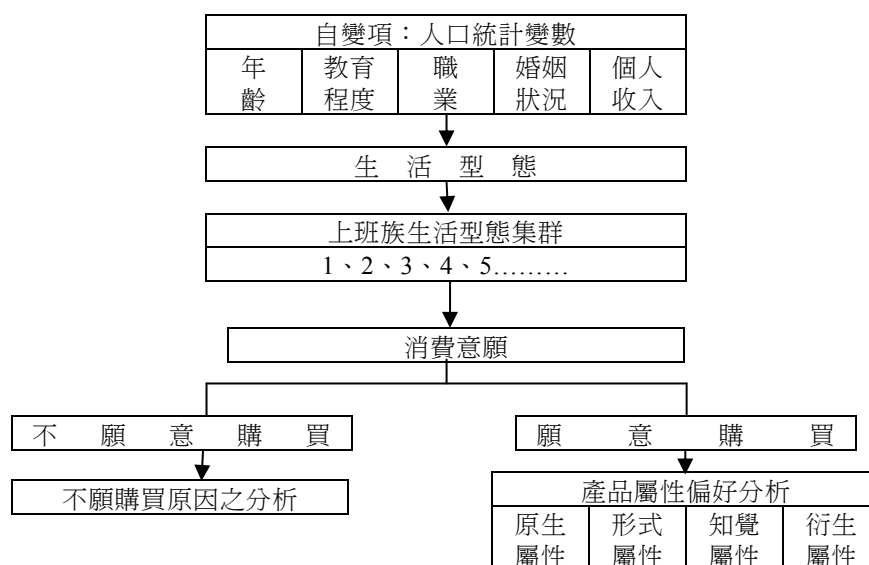 自變項：人口統計變數
年齡
教育程度
職業
婚姻狀況
個人收入
生 活 型 態
上班族生活型態集群
1、2、3、4、5………
消費意願
不 願 意 購 買
願 意 購 買
不願購買原因之分析
產品屬性偏好分析
原生屬性
形式屬性
知覺屬性
衍生屬性